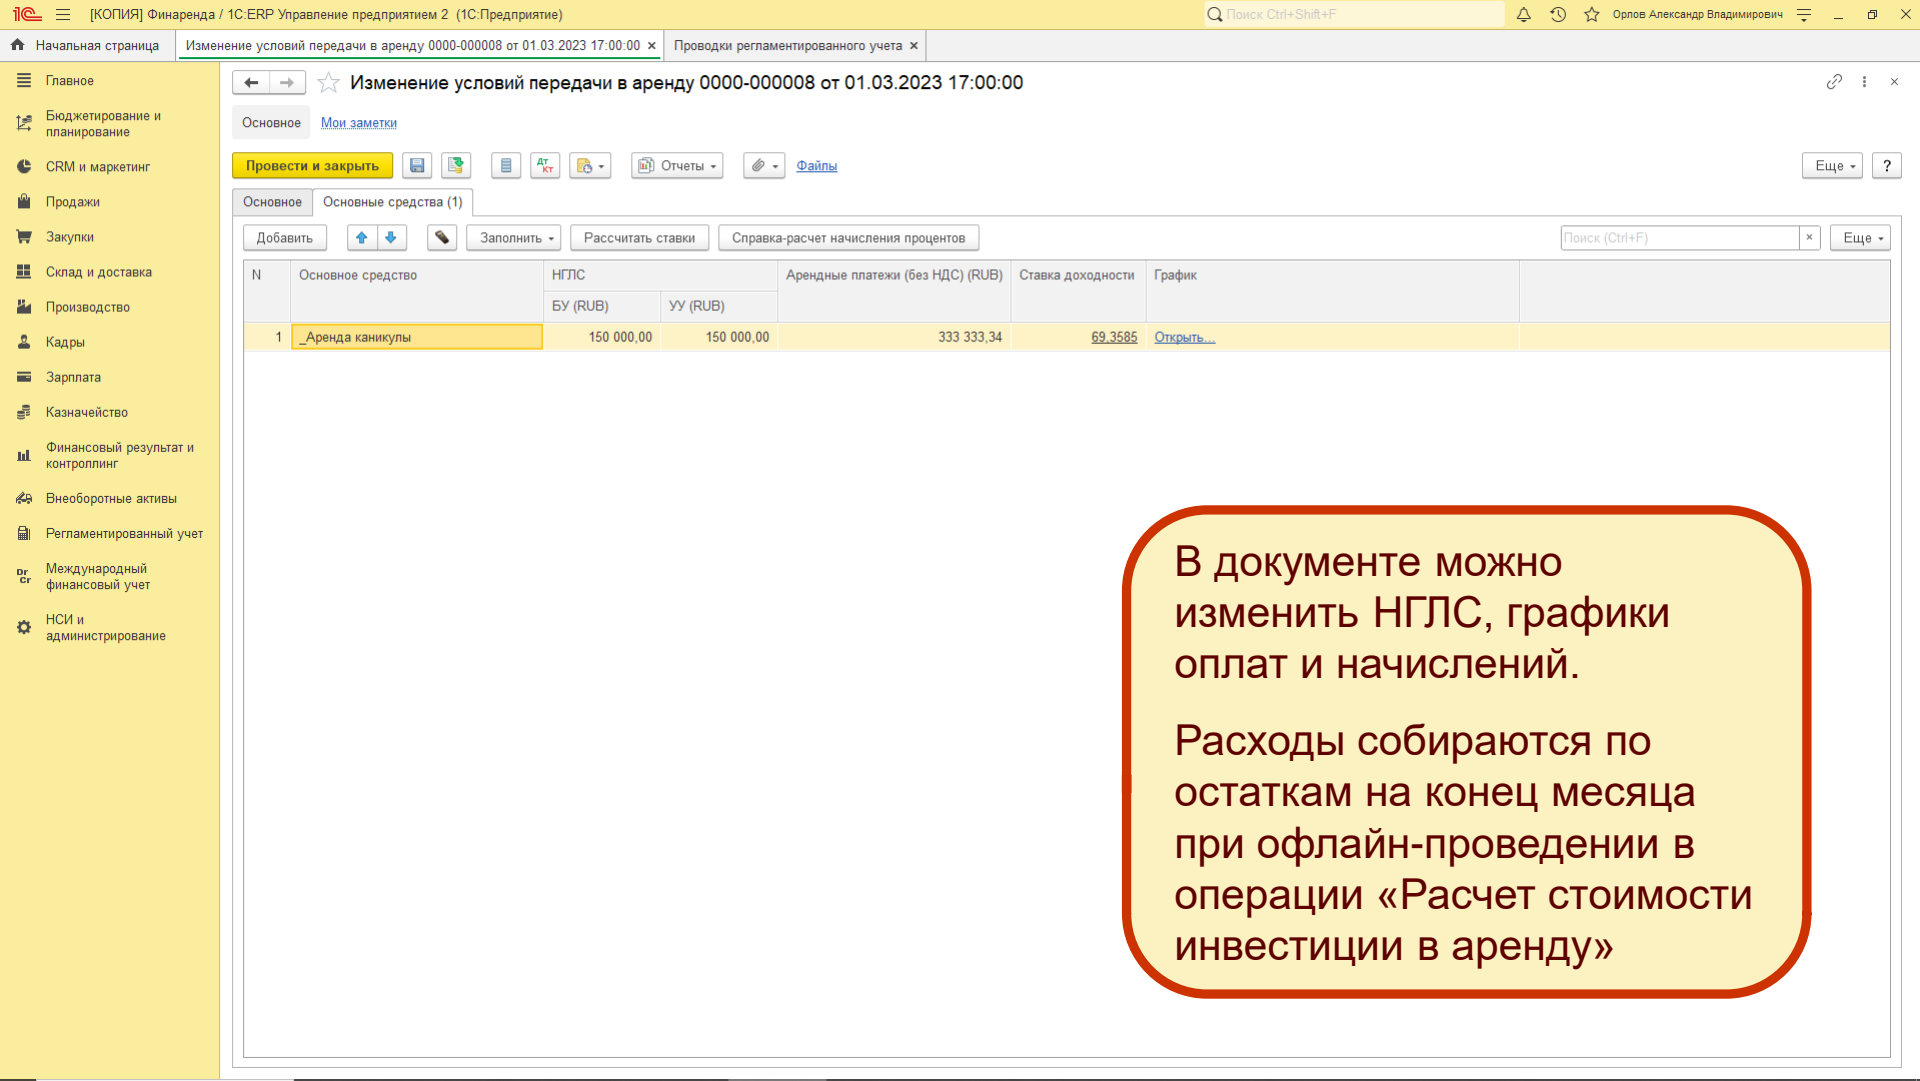 [КОПИЯ] Финаренда / 1С:ERP Управление предприятием 2 (1С:Предприятие)
Поиск Ctrl+Shift+F
Орлов Александр Владимирович
Начальная страница
Изменение условий передачи в аренду 0000-000008 от 01.03.2023 17:00:00 ×
Проводки регламентированного учета ×
Главное
Бюджетирование и
планирование
CRM и маркетинг
Продажи
Закупки
Склад и доставка
Производство
Кадры
Зарплата
Казначейство
Финансовый результат и
контроллинг
Внеоборотные активы
Регламентированный учет
Международный
финансовый учет
НСИ и
администрирование
Изменение условий передачи в аренду 0000-000008 от 01.03.2023 17:00:00
Основное Мои заметки
Провести и закрыть Дт Кт Отчеты Файлы Еще ?
Основное Основные средства (1)
Добавить Заполнить Рассчитать ставки Справка-расчет начисления процентов Поиск (Ctrl+F) × Еще
N Основное средство НГЛС Арендные платежи (без НДС) (RUB) Ставка доходности График
БУ (RUB) УУ (RUB)
1 _Аренда каникулы 150 000,00 150 000,00 333 333,34 69,3585 Открыть...
В документе можно
изменить НГЛС, графики
оплат и начислений.
Расходы собираются по
остаткам на конец месяца
при офлайн-проведении в
операции «Расчет стоимости
инвестиции в аренду»